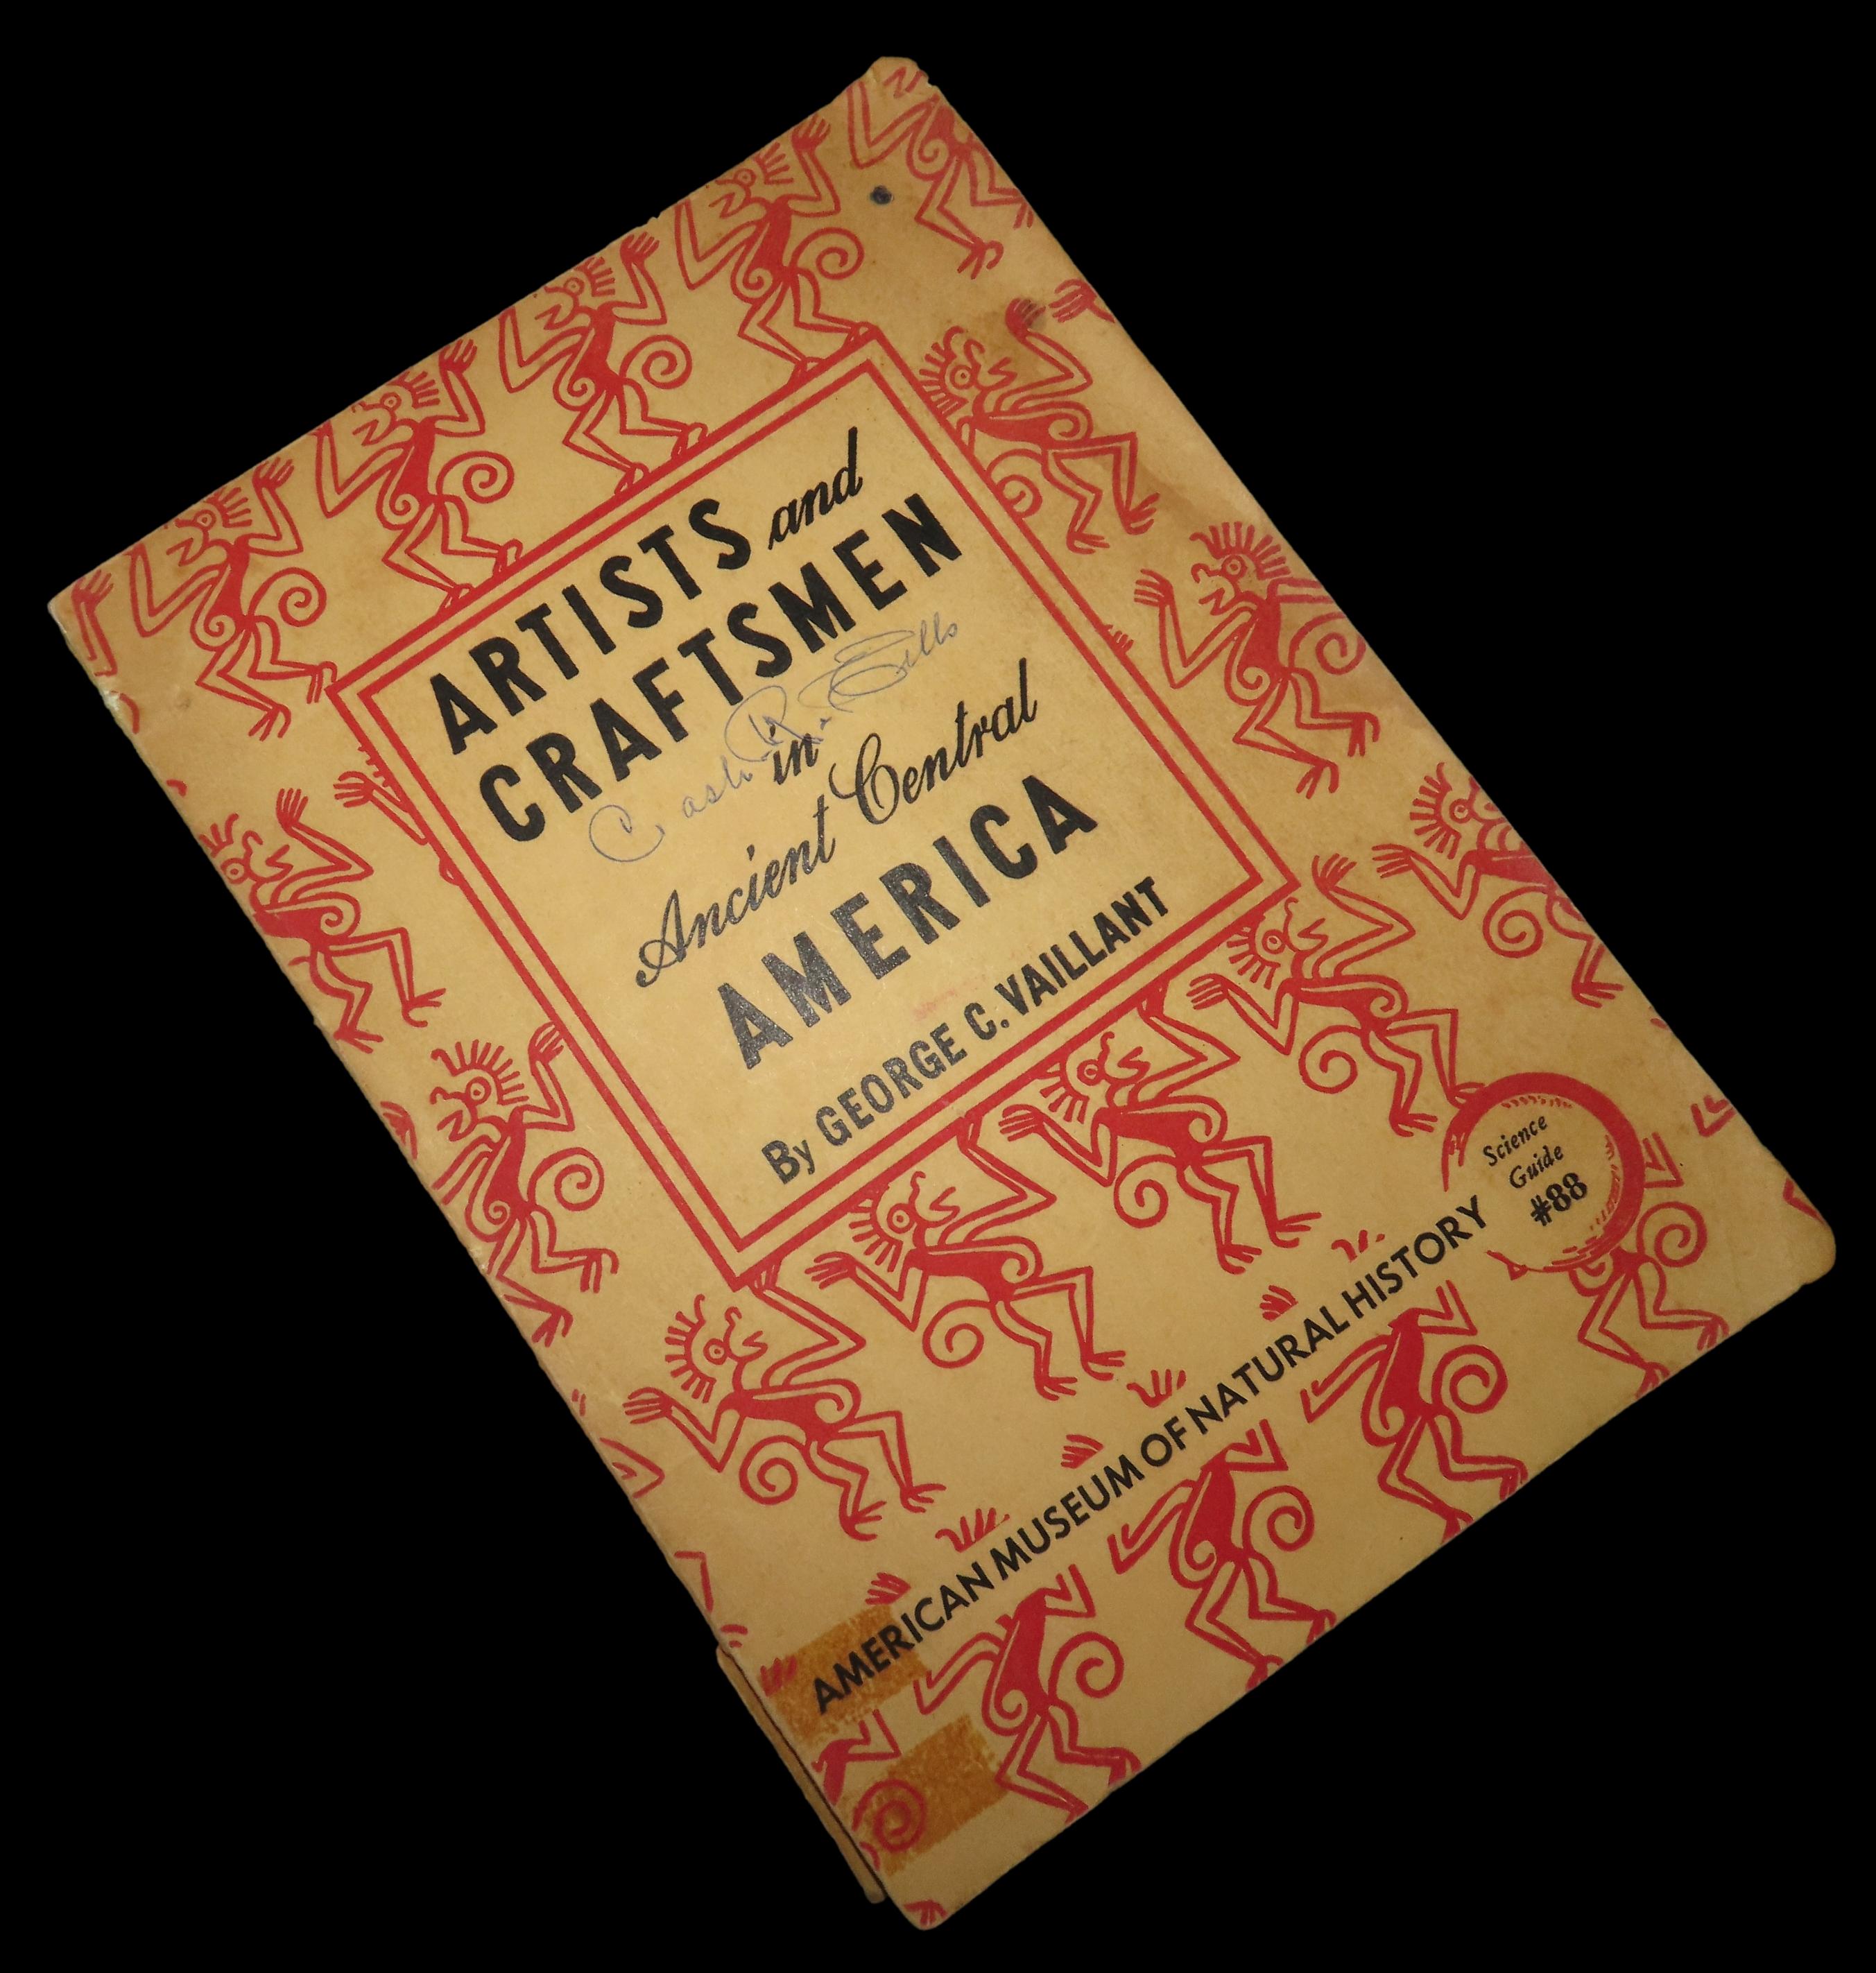 ARTISTS and
CRAFTSMEN
in
Ancient Central
AMERICA
By GEORGE C. VAILLANT
Science
Guide
#88
AMERICAN MUSEUM OF NATURAL HISTORY